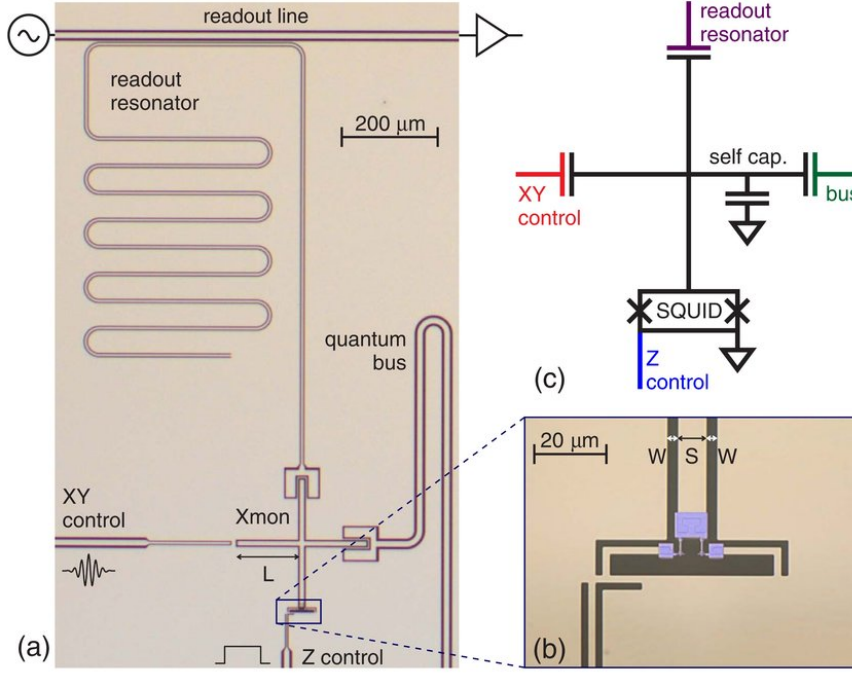 readout line
readout
resonator
200 μm
XY
control
Xmon
L
quantum
bus
Z control
(a)
readout
resonator
self cap.
XY
control
bus
SQUID
Z
control
(c)
20 μm
W S W
(b)